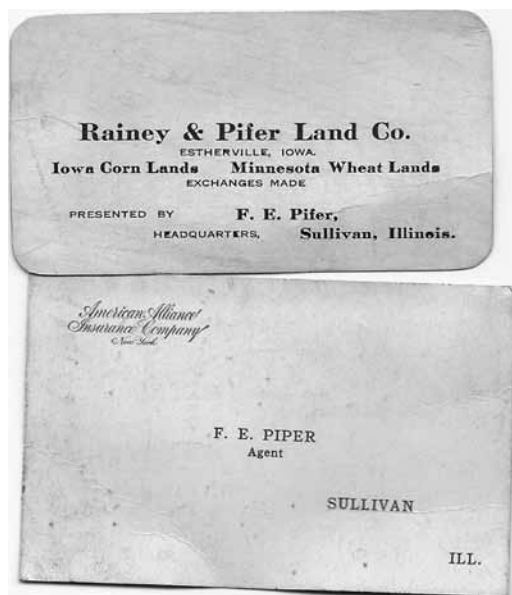 Rainey & Pifer Land Co.
ESTHERVILLE, IOWA.
Iowa Corn Lands Minnesota Wheat Lands
EXCHANGES MADE
PRESENTED BY F. E. Pifer,
HEADQUARTERS, Sullivan, Illinois.
American Alliance
Insurance Company
New York
F. E. PIPER
Agent
SULLIVAN
ILL.